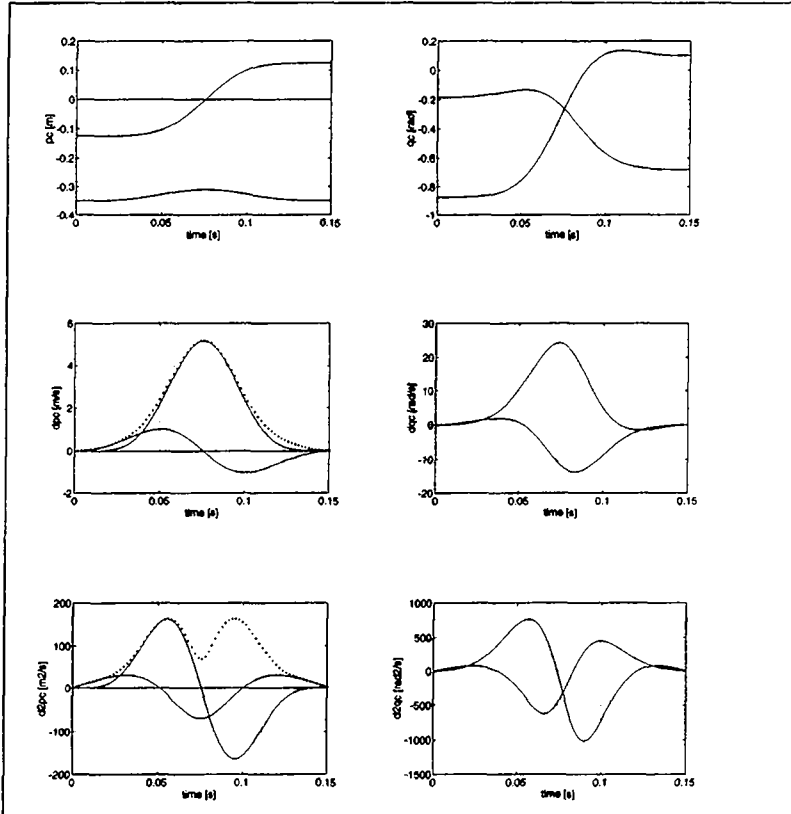 0.2
0.1
0
-0.1
-0.2
-0.3
-0.4
pc [m]
0 0.05 0.1 0.15
time [s]
0.2
0
-0.2
-0.4
-0.6
-0.8
-1
qc [rad]
0 0.05 0.1 0.15
time [s]
6
4
2
0
-2
dpc [m/s]
0 0.05 0.1 0.15
time [s]
30
20
10
0
-10
-20
dqc [rad/s]
0 0.05 0.1 0.15
time [s]
200
100
0
-100
-200
d2pc [m2/s]
0 0.05 0.1 0.15
time [s]
1000
500
0
-500
-1000
-1500
d2qc [rad2/s]
0 0.05 0.1 0.15
time [s]